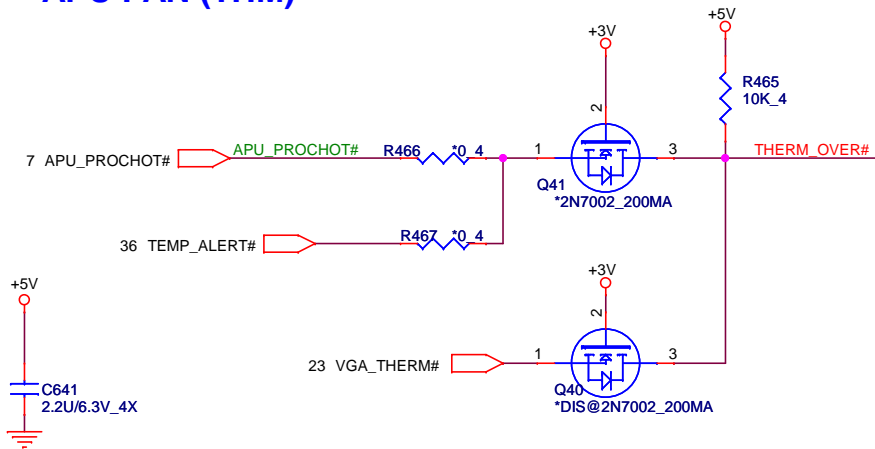 APU FAN (THM)
+5V
+3V
R465
10K_4
2
7 APU_PROCHOT#
APU_PROCHOT#
R466
*0_4
1
3
THERM_OVER#
Q41
*2N7002_200MA
36 TEMP_ALERT#
R467
*0_4
+3V
+5V
2
23 VGA_THERM#
1
3
C641
2.2U/6.3V_4X
Q40
*DIS@2N7002_200MA